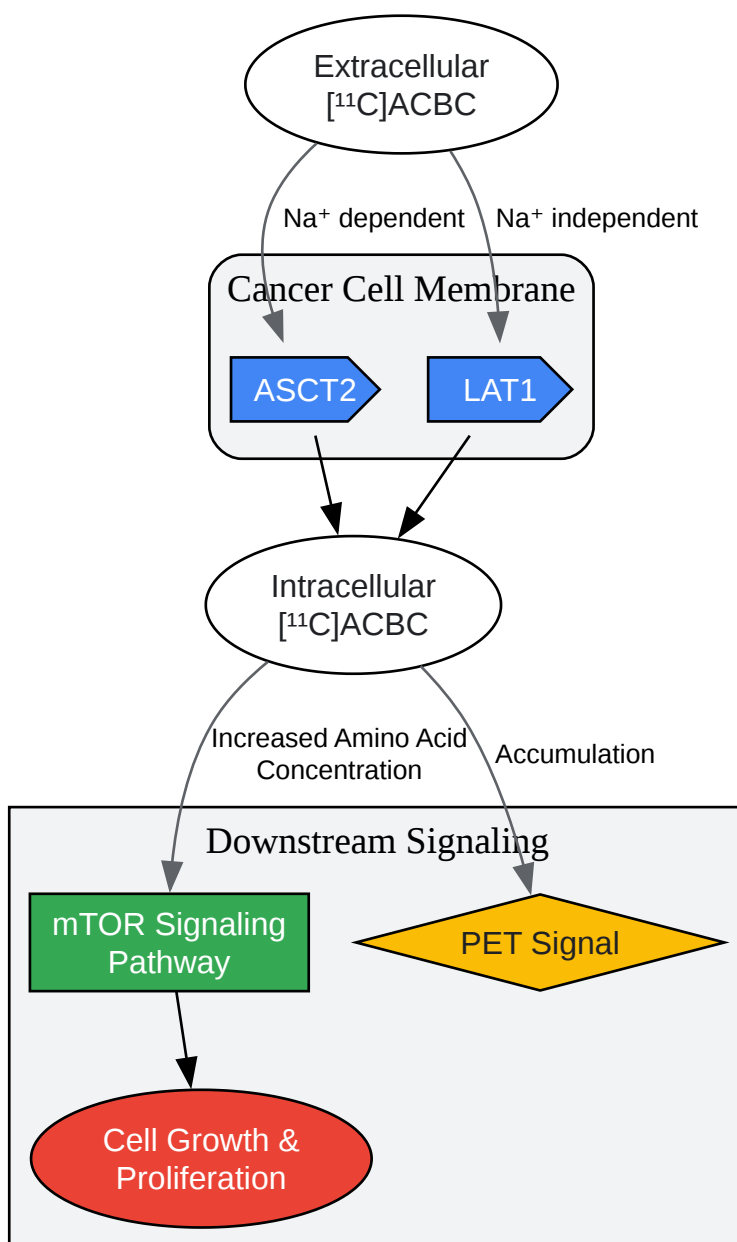 Extracellular
[¹¹C]ACBC
Na⁺ dependent
Na⁺ independent
Cancer Cell Membrane
ASCT2
LAT1
Intracellular
[¹¹C]ACBC
Increased Amino Acid
Concentration
Accumulation
Downstream Signaling
mTOR Signaling
Pathway
PET Signal
Cell Growth &
Proliferation